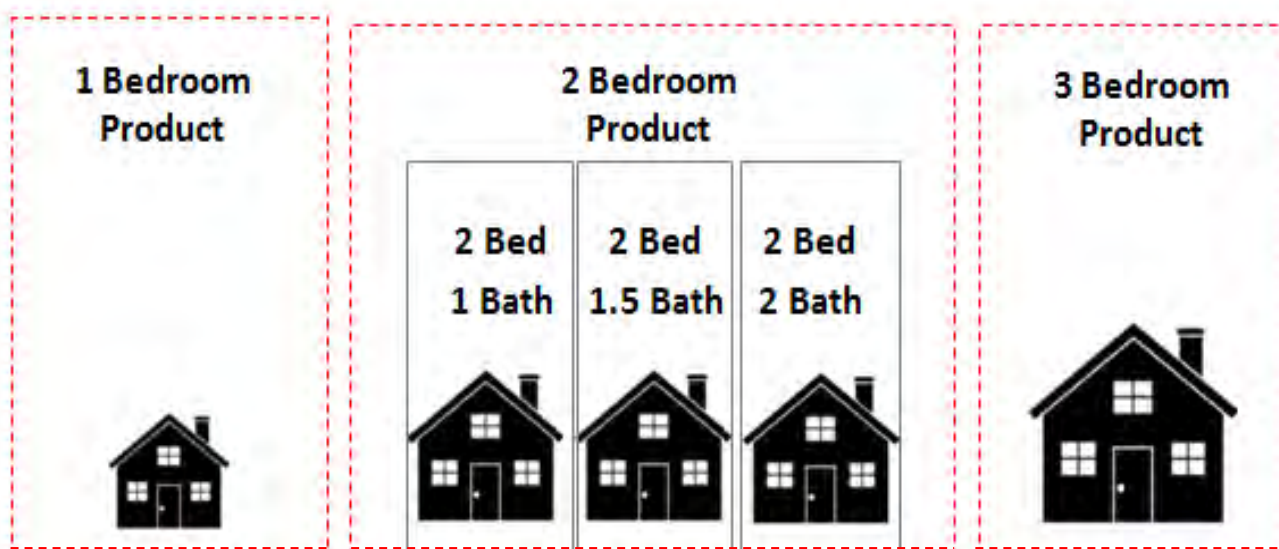 1 Bedroom
Product
2 Bedroom
Product
2 Bed
1 Bath
2 Bed
1.5 Bath
2 Bed
2 Bath
3 Bedroom
Product